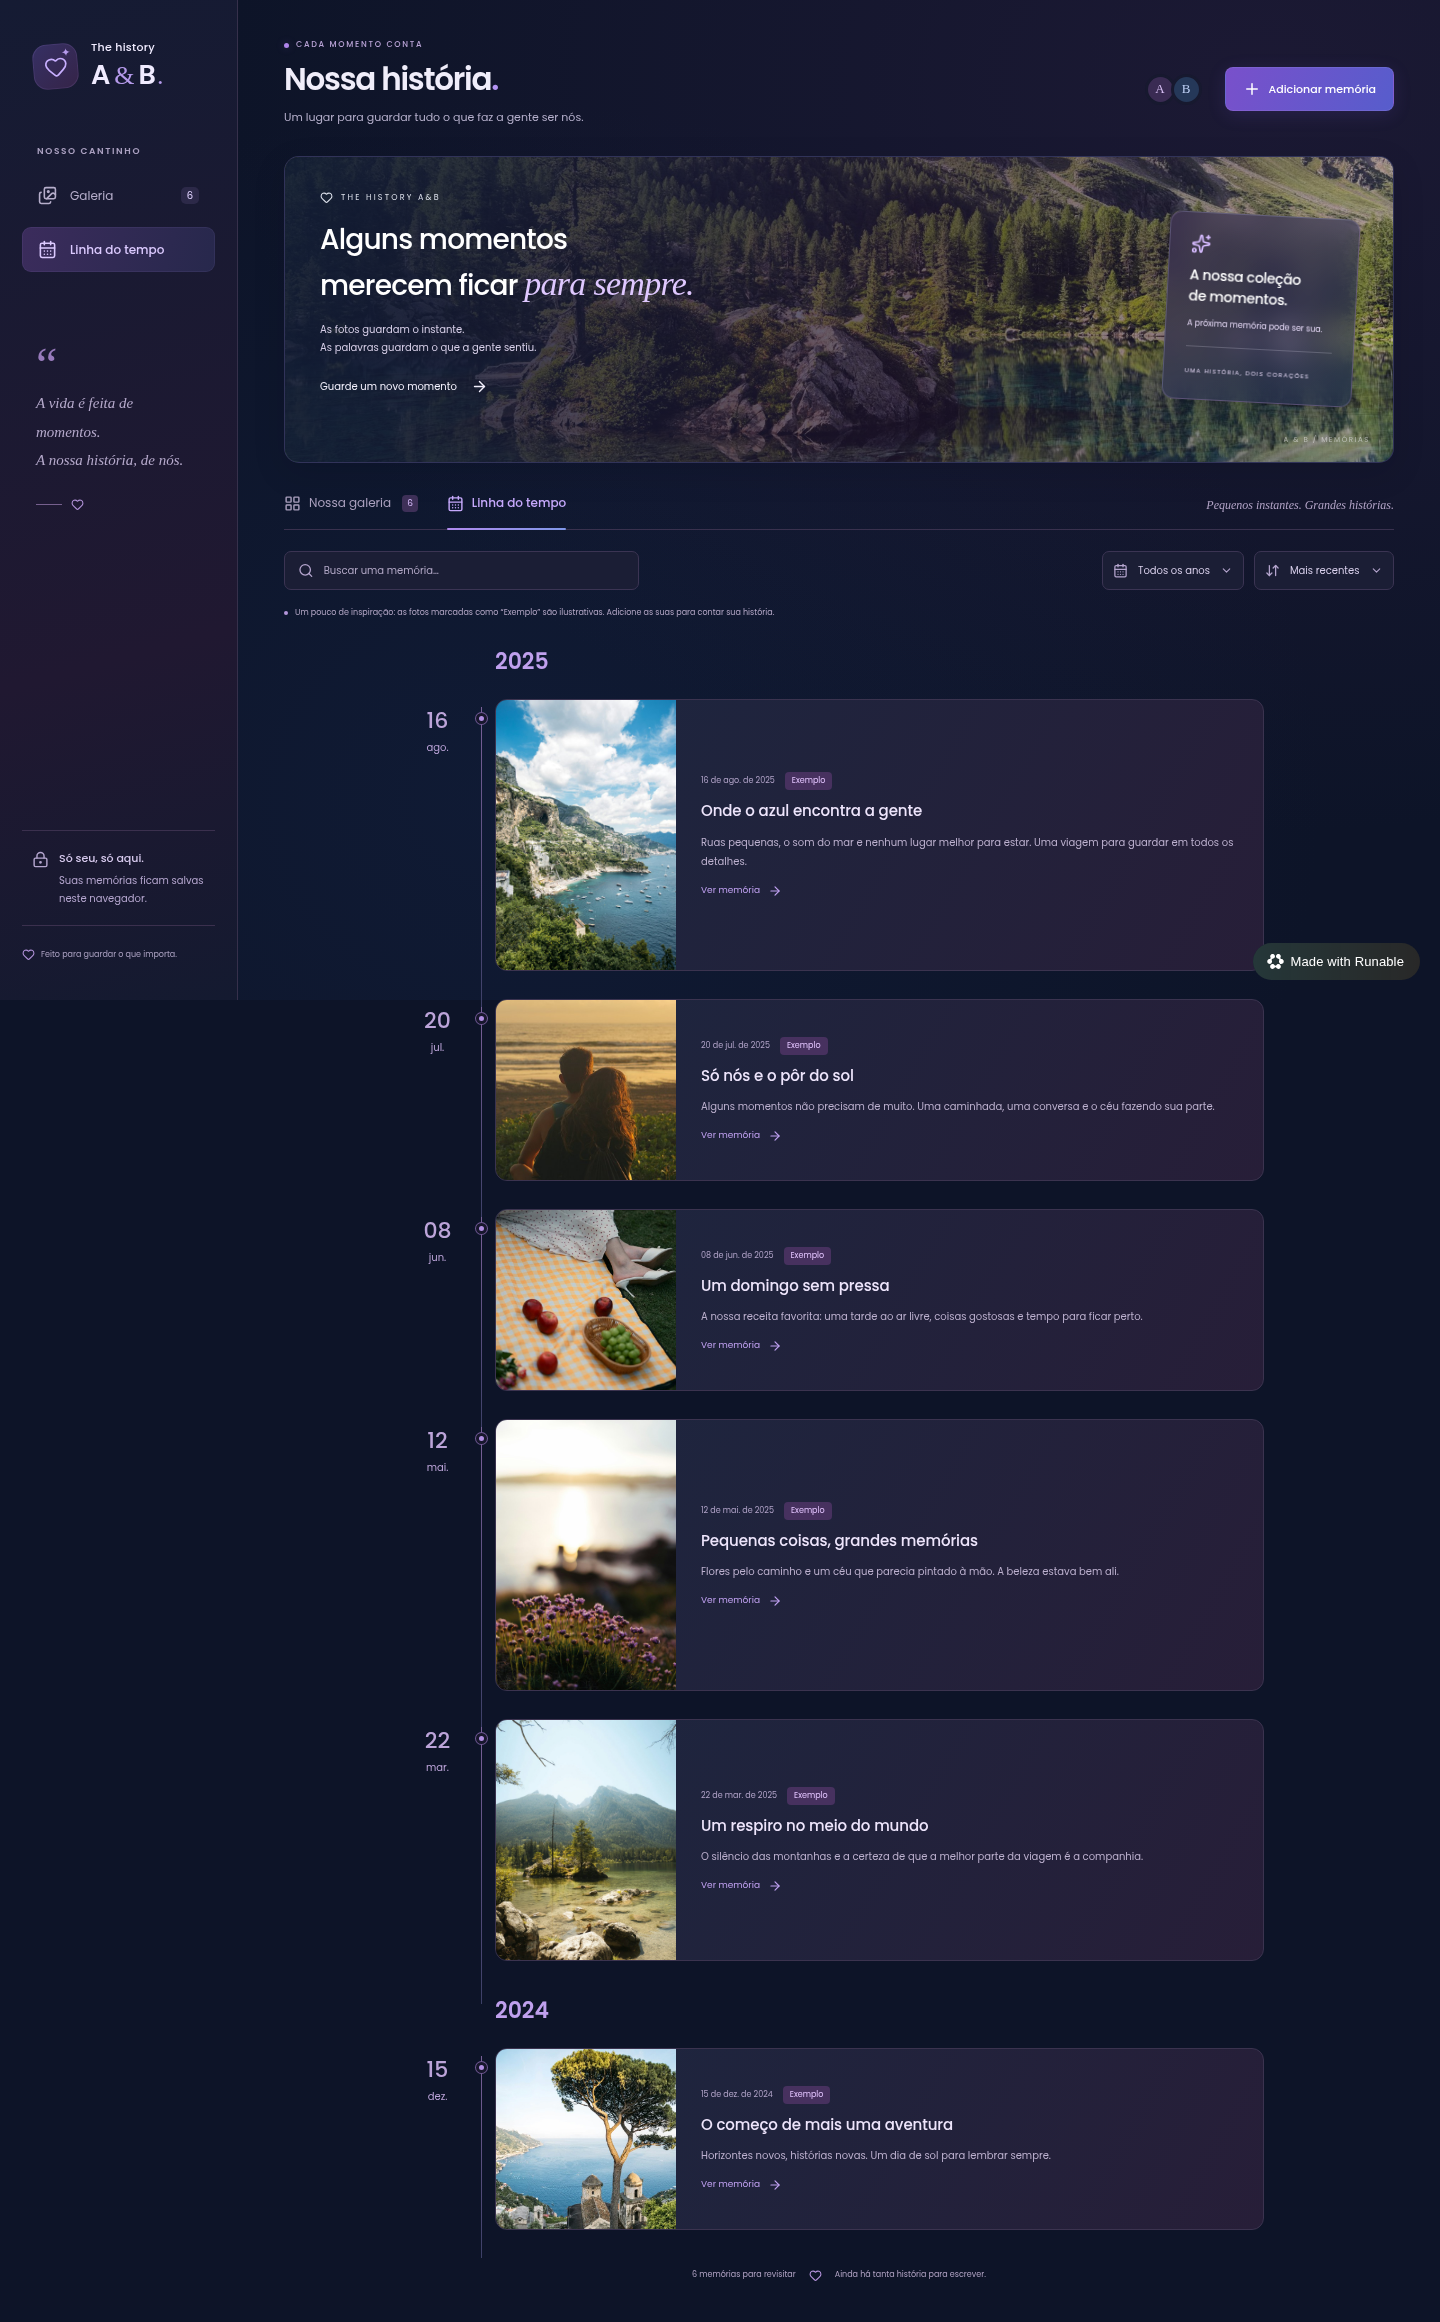 The history
A & B.
NOSSO CANTINHO
Galeria
6
Linha do tempo
“
A vida é feita de
momentos.
A nossa história, de nós.
Só seu, só aqui.
Suas memórias ficam salvas
neste navegador.
Feito para guardar o que importa.
CADA MOMENTO CONTA
Nossa história.
Um lugar para guardar tudo o que faz a gente ser nós.
A
B
Adicionar memória
THE HISTORY A&B
Alguns momentos
merecem ficar para sempre.
As fotos guardam o instante.
As palavras guardam o que a gente sentiu.
Guarde um novo momento
A nossa coleção
de momentos.
A próxima memória pode ser sua.
UMA HISTÓRIA, DOIS CORAÇÕES
A & B / MEMÓRIAS
Nossa galeria
6
Linha do tempo
Pequenos instantes. Grandes histórias.
Buscar uma memória...
Todos os anos
Mais recentes
Um pouco de inspiração: as fotos marcadas como “Exemplo” são ilustrativas. Adicione as suas para contar sua história.
2025
16
ago.
16 de ago. de 2025
Exemplo
Onde o azul encontra a gente
Ruas pequenas, o som do mar e nenhum lugar melhor para estar. Uma viagem para guardar em todos os
detalhes.
Ver memória
Made with Runable
20
jul.
20 de jul. de 2025
Exemplo
Só nós e o pôr do sol
Alguns momentos não precisam de muito. Uma caminhada, uma conversa e o céu fazendo sua parte.
Ver memória
08
jun.
08 de jun. de 2025
Exemplo
Um domingo sem pressa
A nossa receita favorita: uma tarde ao ar livre, coisas gostosas e tempo para ficar perto.
Ver memória
12
mai.
12 de mai. de 2025
Exemplo
Pequenas coisas, grandes memórias
Flores pelo caminho e um céu que parecia pintado à mão. A beleza estava bem ali.
Ver memória
22
mar.
22 de mar. de 2025
Exemplo
Um respiro no meio do mundo
O silêncio das montanhas e a certeza de que a melhor parte da viagem é a companhia.
Ver memória
2024
15
dez.
15 de dez. de 2024
Exemplo
O começo de mais uma aventura
Horizontes novos, histórias novas. Um dia de sol para lembrar sempre.
Ver memória
6 memórias para revisitar
Ainda há tanta história para escrever.